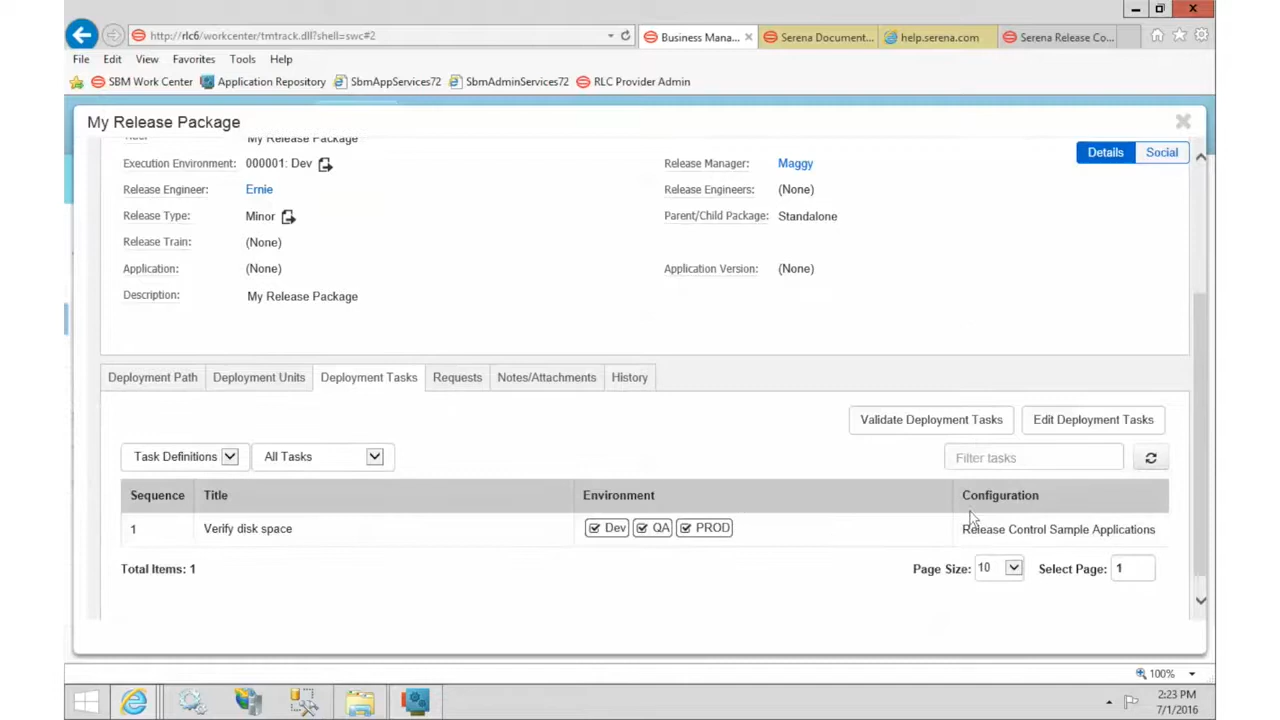 http://rlc6/workcenter/tmtrack.dll?shell=swc#2
Business Mana...
Serena Document...
help.serena.com
Serena Release Co...
File Edit View Favorites Tools Help
SBM Work Center Application Repository SbmAppServices72 SbmAdminServices72 RLC Provider Admin
My Release Package
My Release Package
Details Social
Execution Environment: 000001: Dev Release Manager: Maggy
Release Engineer: Ernie Release Engineers: (None)
Release Type: Minor Parent/Child Package: Standalone
Release Train: (None)
Application: (None) Application Version: (None)
Description: My Release Package
Deployment Path Deployment Units Deployment Tasks Requests Notes/Attachments History
Validate Deployment Tasks Edit Deployment Tasks
Task Definitions All Tasks Filter tasks
Sequence Title Environment Configuration
1 Verify disk space Dev QA PROD Release Control Sample Applications
Total Items: 1 Page Size: 10 Select Page: 1
100%
2:23 PM
7/1/2016